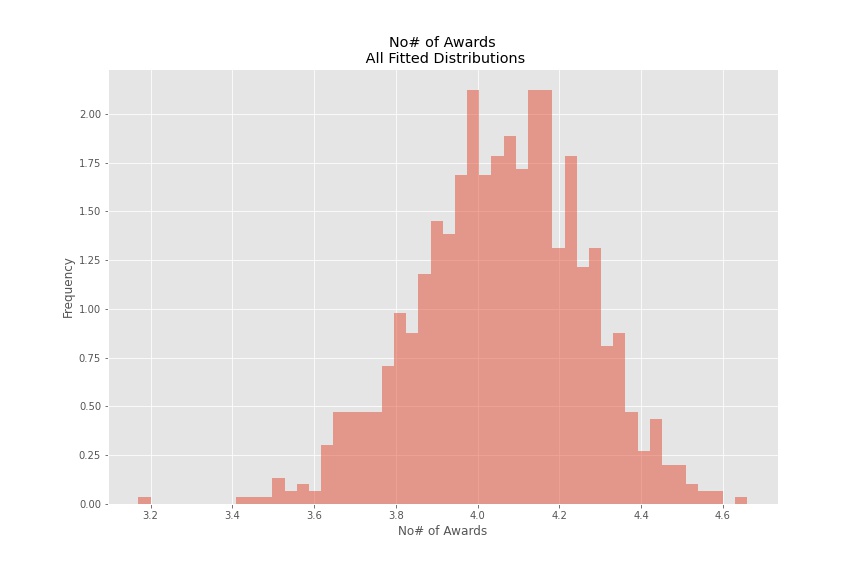 No# of Awards
All Fitted Distributions
2.00
1.75
1.50
1.25
1.00
0.75
0.50
0.25
0.00
Frequency
3.2 3.4 3.6 3.8 4.0 4.2 4.4 4.6
No# of Awards